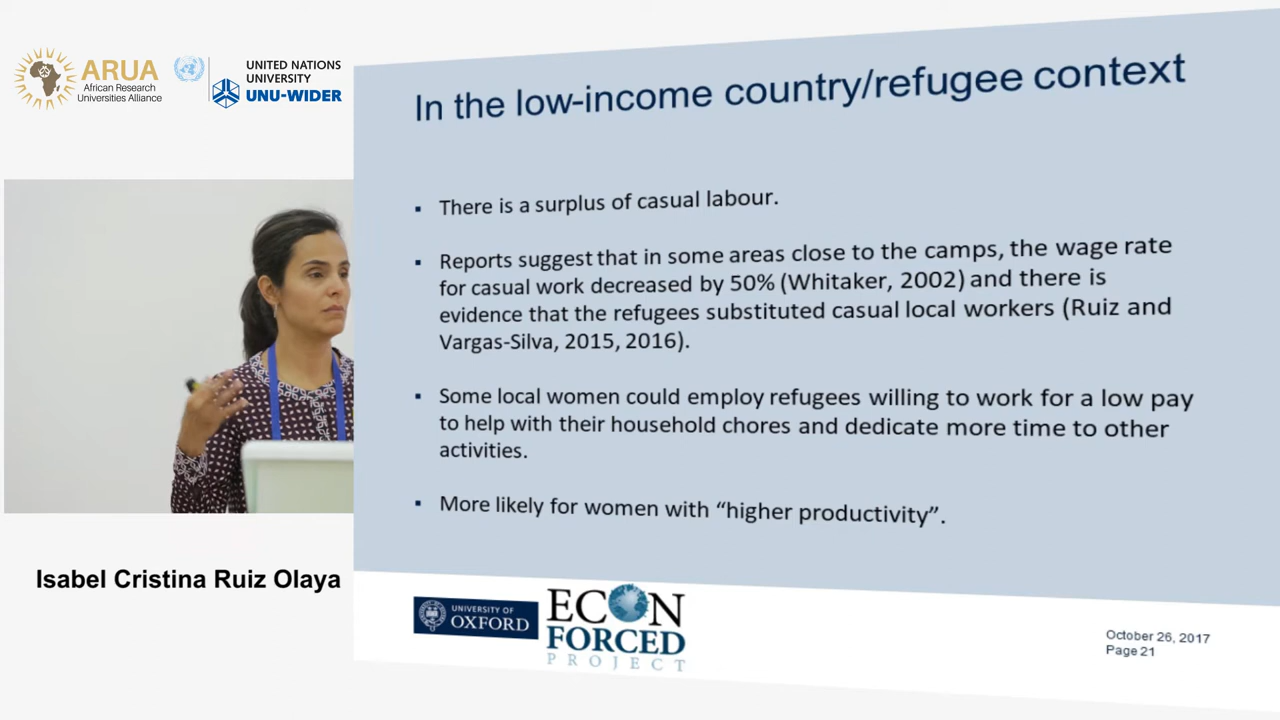 ARUA
African Research
Universities Alliance
UNITED NATIONS
UNIVERSITY
UNU-WIDER
In the low-income country/refugee context
▪ There is a surplus of casual labour.
▪ Reports suggest that in some areas close to the camps, the wage rate
for casual work decreased by 50% (Whitaker, 2002) and there is
evidence that the refugees substituted casual local workers (Ruiz and
Vargas-Silva, 2015, 2016).
▪ Some local women could employ refugees willing to work for a low pay
to help with their household chores and dedicate more time to other
activities.
▪ More likely for women with “higher productivity”.
Isabel Cristina Ruiz Olaya
UNIVERSITY OF
OXFORD
ECON
FORCED
PROJECT
October 26, 2017
Page 21